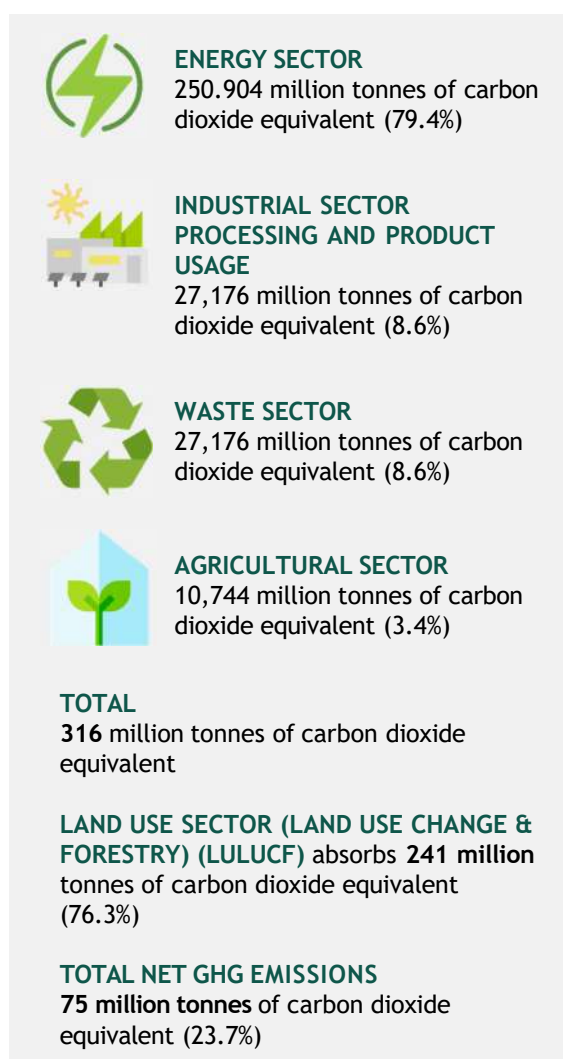 ENERGY SECTOR
250.904 million tonnes of carbon
dioxide equivalent (79.4%)
INDUSTRIAL SECTOR
PROCESSING AND PRODUCT
USAGE
27,176 million tonnes of carbon
dioxide equivalent (8.6%)
WASTE SECTOR
27,176 million tonnes of carbon
dioxide equivalent (8.6%)
AGRICULTURAL SECTOR
10,744 million tonnes of carbon
dioxide equivalent (3.4%)
TOTAL
316 million tonnes of carbon dioxide
equivalent
LAND USE SECTOR (LAND USE CHANGE &
FORESTRY) (LULUCF) absorbs 241 million
tonnes of carbon dioxide equivalent
(76.3%)
TOTAL NET GHG EMISSIONS
75 million tonnes of carbon dioxide
equivalent (23.7%)